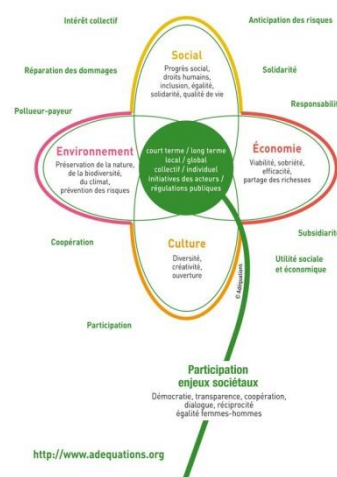 Intérêt collectif
Anticipation des risques
Social
Progrès social,
droits humains,
inclusion, égalité,
solidarité, qualité de vie
Réparation des dommages
Solidarité
Pollueur-payeur
Responsabilit
Environnement
Préservation de la nature,
de la biodiversité,
du climat,
prévention des risques
court terme / long terme
local / global
collectif / individuel
initiatives des acteurs /
régulations publiques
Économie
Viabilité, sobriété,
efficacité,
partage des richesses
Coopération
Culture
Diversité,
créativité,
ouverture
Subsidiarit
Utilité sociale
et économique
© Adéquations
Participation
Participation
enjeux sociétaux
Démocratie, transparence, coopération,
dialogue, réciprocité
égalité femmes-hommes
http://www.adequations.org